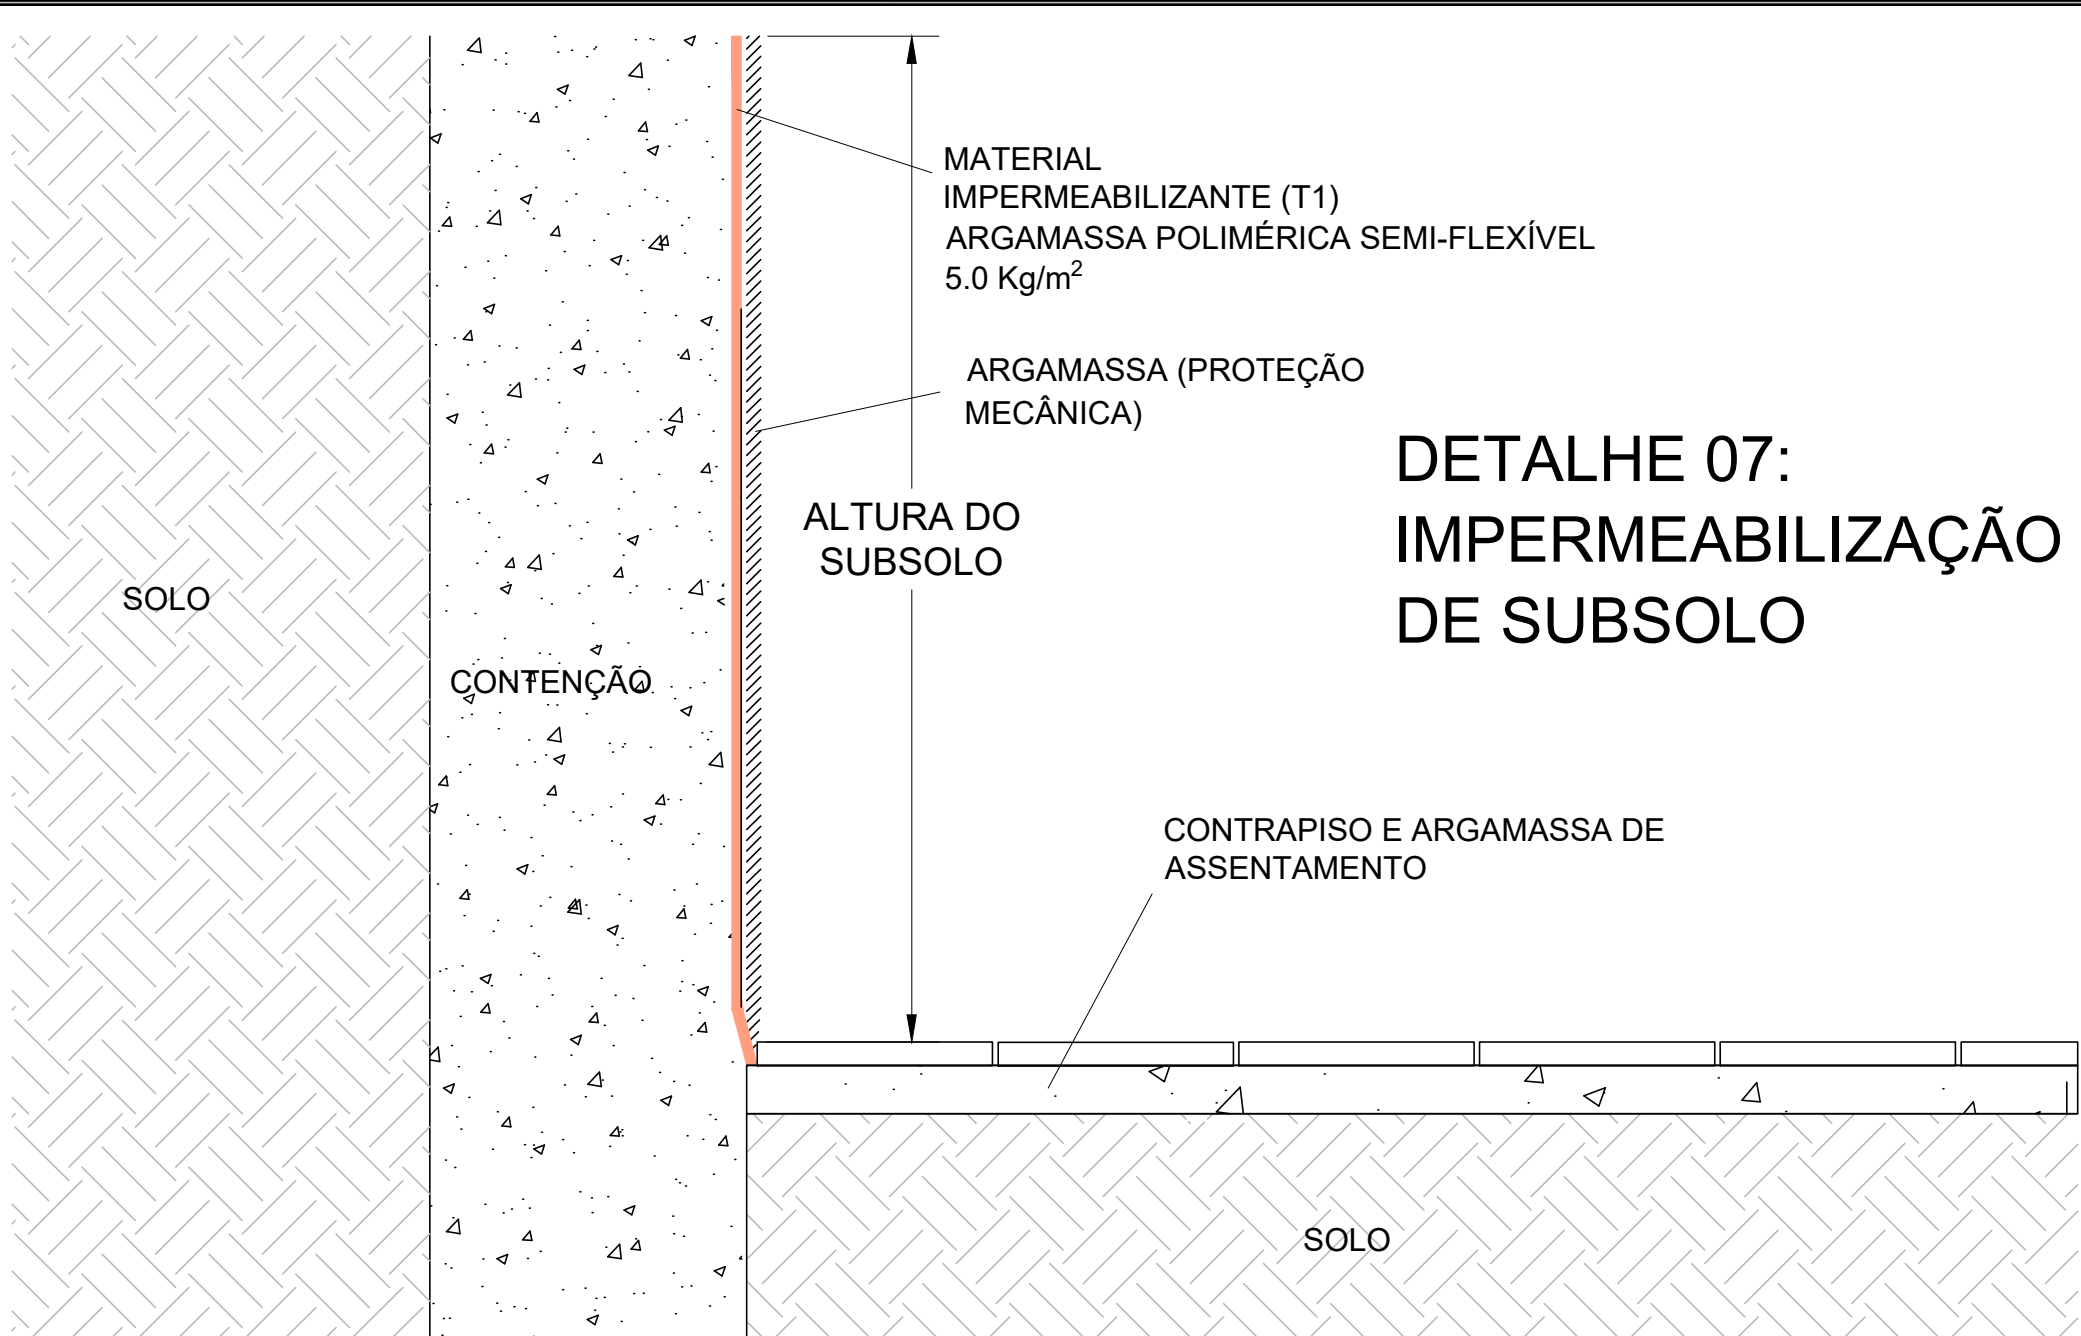 MATERIAL
IMPERMEABILIZANTE (T1)
ARGAMASSA POLIMÉRICA SEMI-FLEXÍVEL
5.0 Kg/m²
ARGAMASSA (PROTEÇÃO
MECÂNICA)
DETALHE 07:
IMPERMEABILIZAÇÃO
DE SUBSOLO
ALTURA DO
SUBSOLO
SOLO
CONTENÇÃO
CONTRAPISO E ARGAMASSA DE
ASSENTAMENTO
SOLO